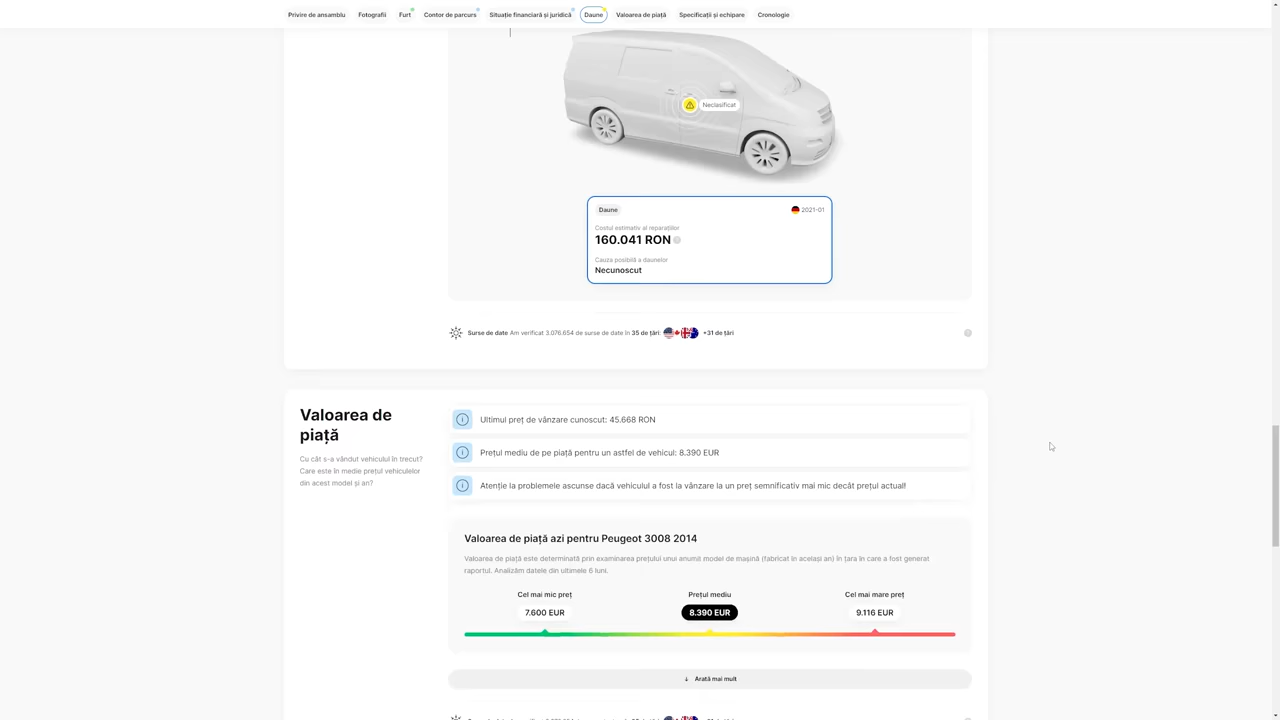 Privire de ansamblu Fotografii Furt Contor de parcurs Situație financiară și juridică Daune Valoarea de piață Specificații și echipare Cronologie
Neclasificat
Daune 2021-01
Costul estimativ al reparațiilor
160.041 RON
Cauza posibilă a daunelor
Necunoscut
Surse de date Am verificat 3.076.654 de surse de date în 35 de țări: +31 de țări
Valoarea de
piață
Cu cât s-a vândut vehiculul în trecut?
Care este în medie prețul vehiculelor
din acest model și an?
Ultimul preț de vânzare cunoscut: 45.668 RON
Prețul mediu de pe piață pentru un astfel de vehicul: 8.390 EUR
Atenție la problemele ascunse dacă vehiculul a fost la vânzare la un preț semnificativ mai mic decât prețul actual!
Valoarea de piață azi pentru Peugeot 3008 2014
Valoarea de piață este determinată prin examinarea prețului unui anumit model de mașină (fabricat în același an) în țara în care a fost generat
raportul. Analizăm datele din ultimele 6 luni.
Cel mai mic preț Prețul mediu Cel mai mare preț
7.600 EUR 8.390 EUR 9.116 EUR
Arată mai mult